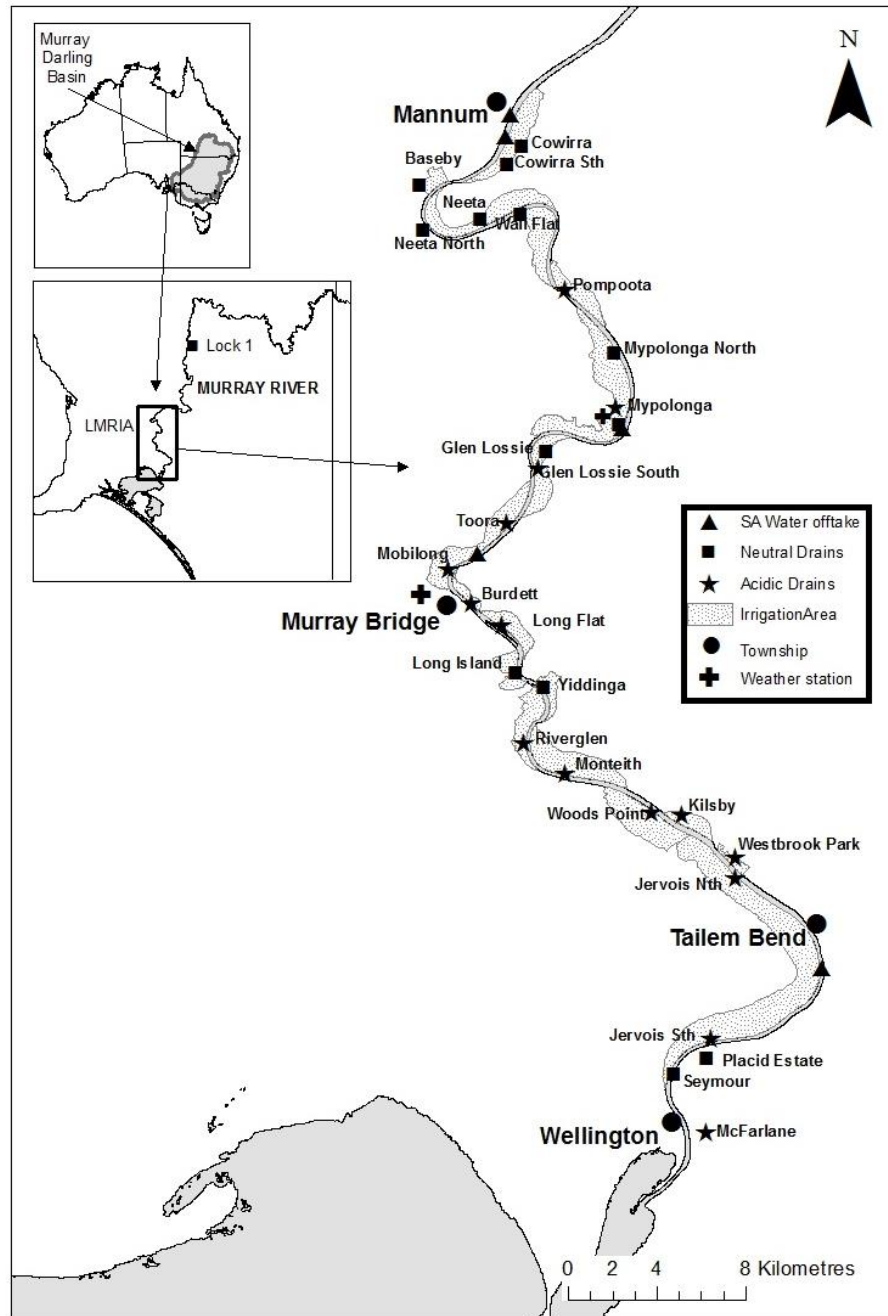 Murray
Darling
Basin
N
Mannum
Cowirra
Baseby
Cowirra Sth
Neeta
Wall Flat
Neeta North
Pompoota
Lock 1
Mypolonga North
MURRAY RIVER
LMRIA
Mypolonga
Glen Lossie
Glen Lossie South
Toora
SA Water offtake
Neutral Drains
Mobilong
Acidic Drains
Burdett
IrrigationArea
Murray Bridge
Long Flat
Township
Long Island
Weather station
Yiddinga
Riverglen
Monteith
Kilsby
Woods Point
Westbrook Park
Jervois Nth
Tailem Bend
Jervois Sth
Placid Estate
Seymour
Wellington
McFarlane
0 2 4 8 Kilometres